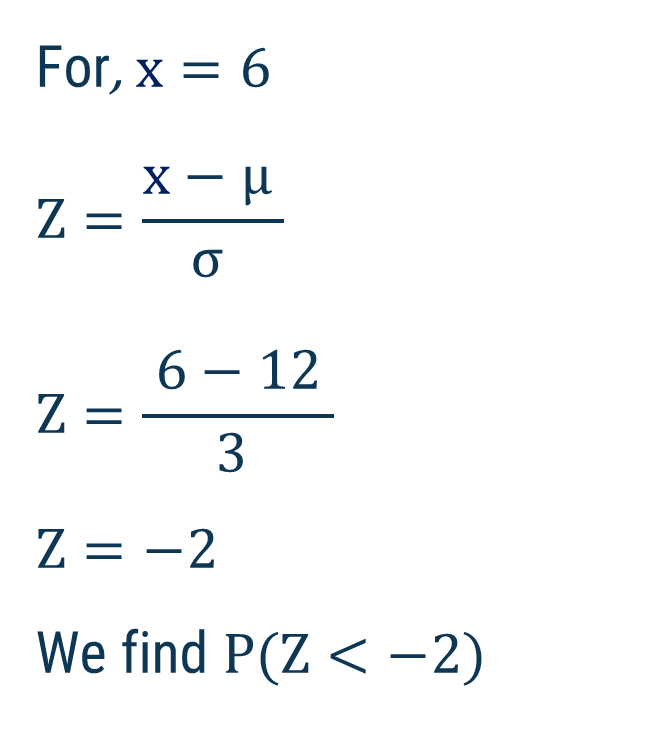 For, x = 6
Z = (x − μ) / σ
Z = (6 − 12) / 3
Z = −2
We find P(Z < −2)